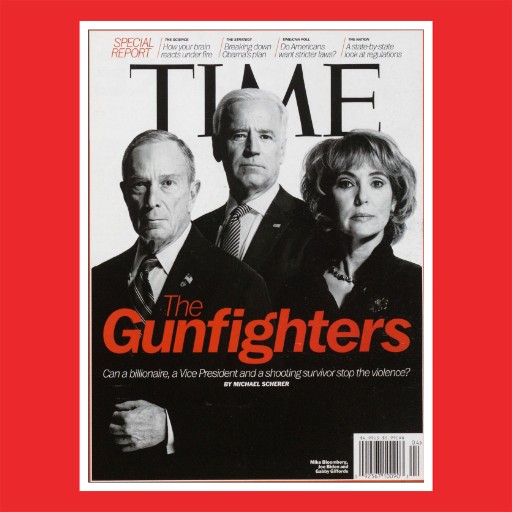 SPECIAL REPORT
THE SCIENCE
How your brain
reacts under fire
THE STRATEGY
Breaking down
Obama's plan
TIME/CNN POLL
Do Americans
want stricter laws?
THE NATION
A state-by-state
look at regulations
TIME
The
Gunfighters
Can a billionaire, a Vice President and a shooting survivor stop the violence?
BY MICHAEL SCHERER
Mike Bloomberg,
Joe Biden and
Gabby Giffords